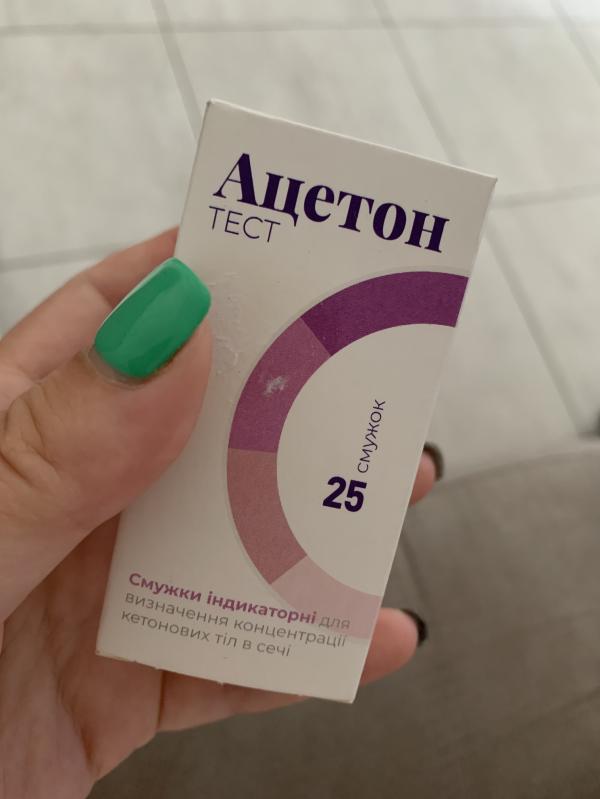 Ацетон
ТЕСТ
25 смужок
Смужки індикаторні для
визначення концентрації
кетонових тіл в сечі